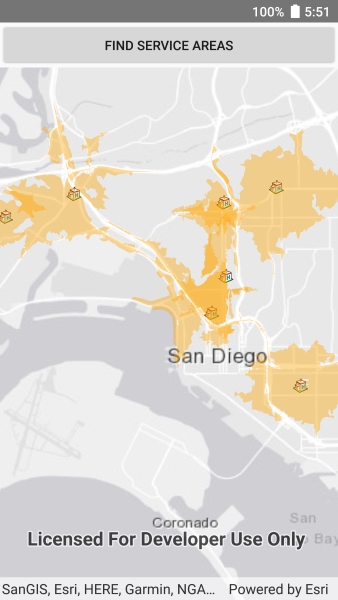 100% 5:51
FIND SERVICE AREAS
San Diego
Coronado
San
Bay
Licensed For Developer Use Only
SanGIS, Esri, HERE, Garmin, NGA... Powered by Esri